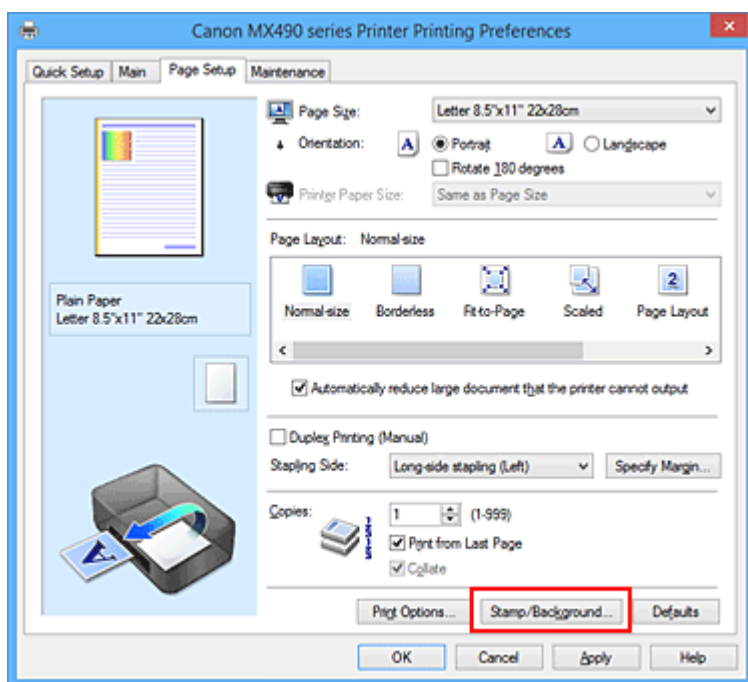 Canon MX490 series Printer Printing Preferences
Quick Setup Main Page Setup Maintenance
Page Size: Letter 8.5"x11" 22x28cm
Orientation: A Portrait A Landscape
Rotate 180 degrees
Printer Paper Size: Same as Page Size
Page Layout: Normal-size
Normal-size Borderless Fit-to-Page Scaled Page Layout
2
Plain Paper
Letter 8.5"x11" 22x28cm
Automatically reduce large document that the printer cannot output
Duplex Printing (Manual)
Stapling Side: Long-side stapling (Left) Specify Margin...
Copies: 1 (1-999)
Print from Last Page
Collate
A
Print Options... Stamp/Background... Defaults
OK Cancel Apply Help